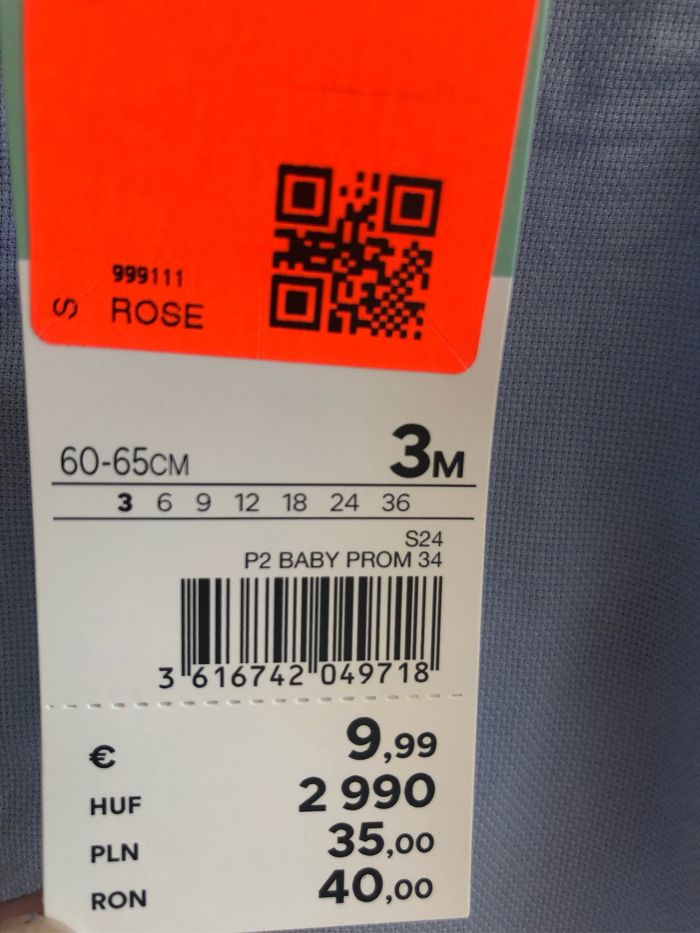 999111
S ROSE
60-65CM 3M
3 6 9 12 18 24 36
S24
P2 BABY PROM 34
3 616742 049718
€ 9,99
HUF 2 990
PLN 35,00
RON 40,00